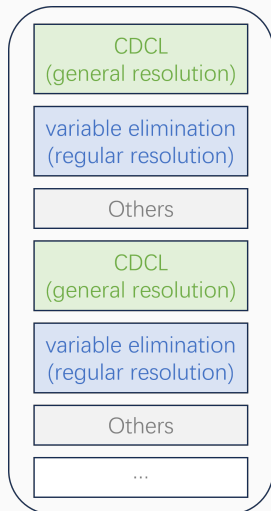 CDCL
(general resolution)
variable elimination
(regular resolution)
Others
CDCL
(general resolution)
variable elimination
(regular resolution)
Others
...